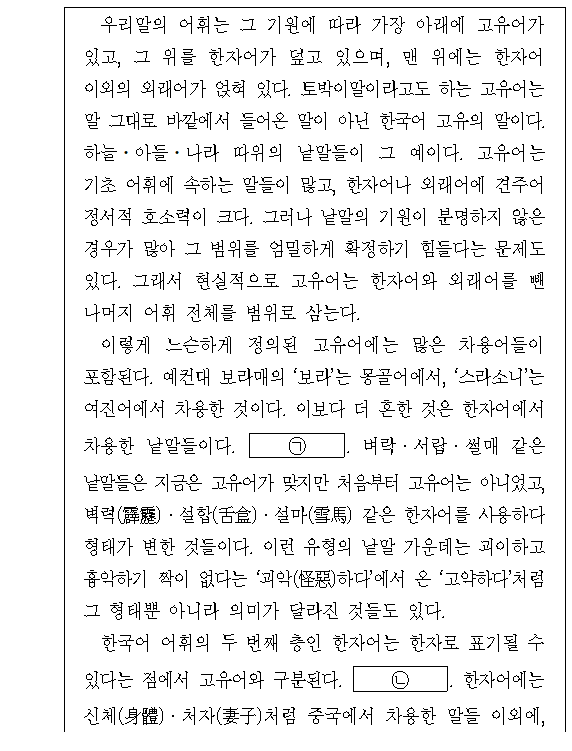 우리말의 어휘는 그 기원에 따라 가장 아래에 고유어가
있고, 그 위를 한자어가 덮고 있으며, 맨 위에는 한자어
이외의 외래어가 얹혀 있다. 토박이말이라고도 하는 고유어는
말 그대로 바깥에서 들어온 말이 아닌 한국어 고유의 말이다.
하늘·아들·나라 따위의 낱말들이 그 예이다. 고유어는
기초 어휘에 속하는 말들이 많고, 한자어나 외래어에 견주어
정서적 호소력이 크다. 그러나 낱말의 기원이 분명하지 않은
경우가 많아 그 범위를 엄밀하게 확정하기 힘들다는 문제도
있다. 그래서 현실적으로 고유어는 한자어와 외래어를 뺀
나머지 어휘 전체를 범위로 삼는다.
이렇게 느슨하게 정의된 고유어에는 많은 차용어들이
포함된다. 예컨대 보라매의 ‘보라’는 몽골어에서, ‘스라소니’는
여진어에서 차용한 것이다. 이보다 더 흔한 것은 한자어에서
차용한 낱말들이다. ㉠. 벼락·서랍·썰매 같은
낱말들은 지금은 고유어가 맞지만 처음부터 고유어는 아니었고,
벽력(霹靂)·설합(舌盒)·설마(雪馬) 같은 한자어를 사용하다
형태가 변한 것들이다. 이런 유형의 낱말 가운데는 괴이하고
흉악하기 짝이 없다는 ‘괴악(怪惡)하다’에서 온 ‘고약하다’처럼
그 형태뿐 아니라 의미가 달라진 것들도 있다.
한국어 어휘의 두 번째 층인 한자어는 한자로 표기될 수
있다는 점에서 고유어와 구분된다. ㉡. 한자어에는
신체(身體)·처자(妻子)처럼 중국에서 차용한 말들 이외에,